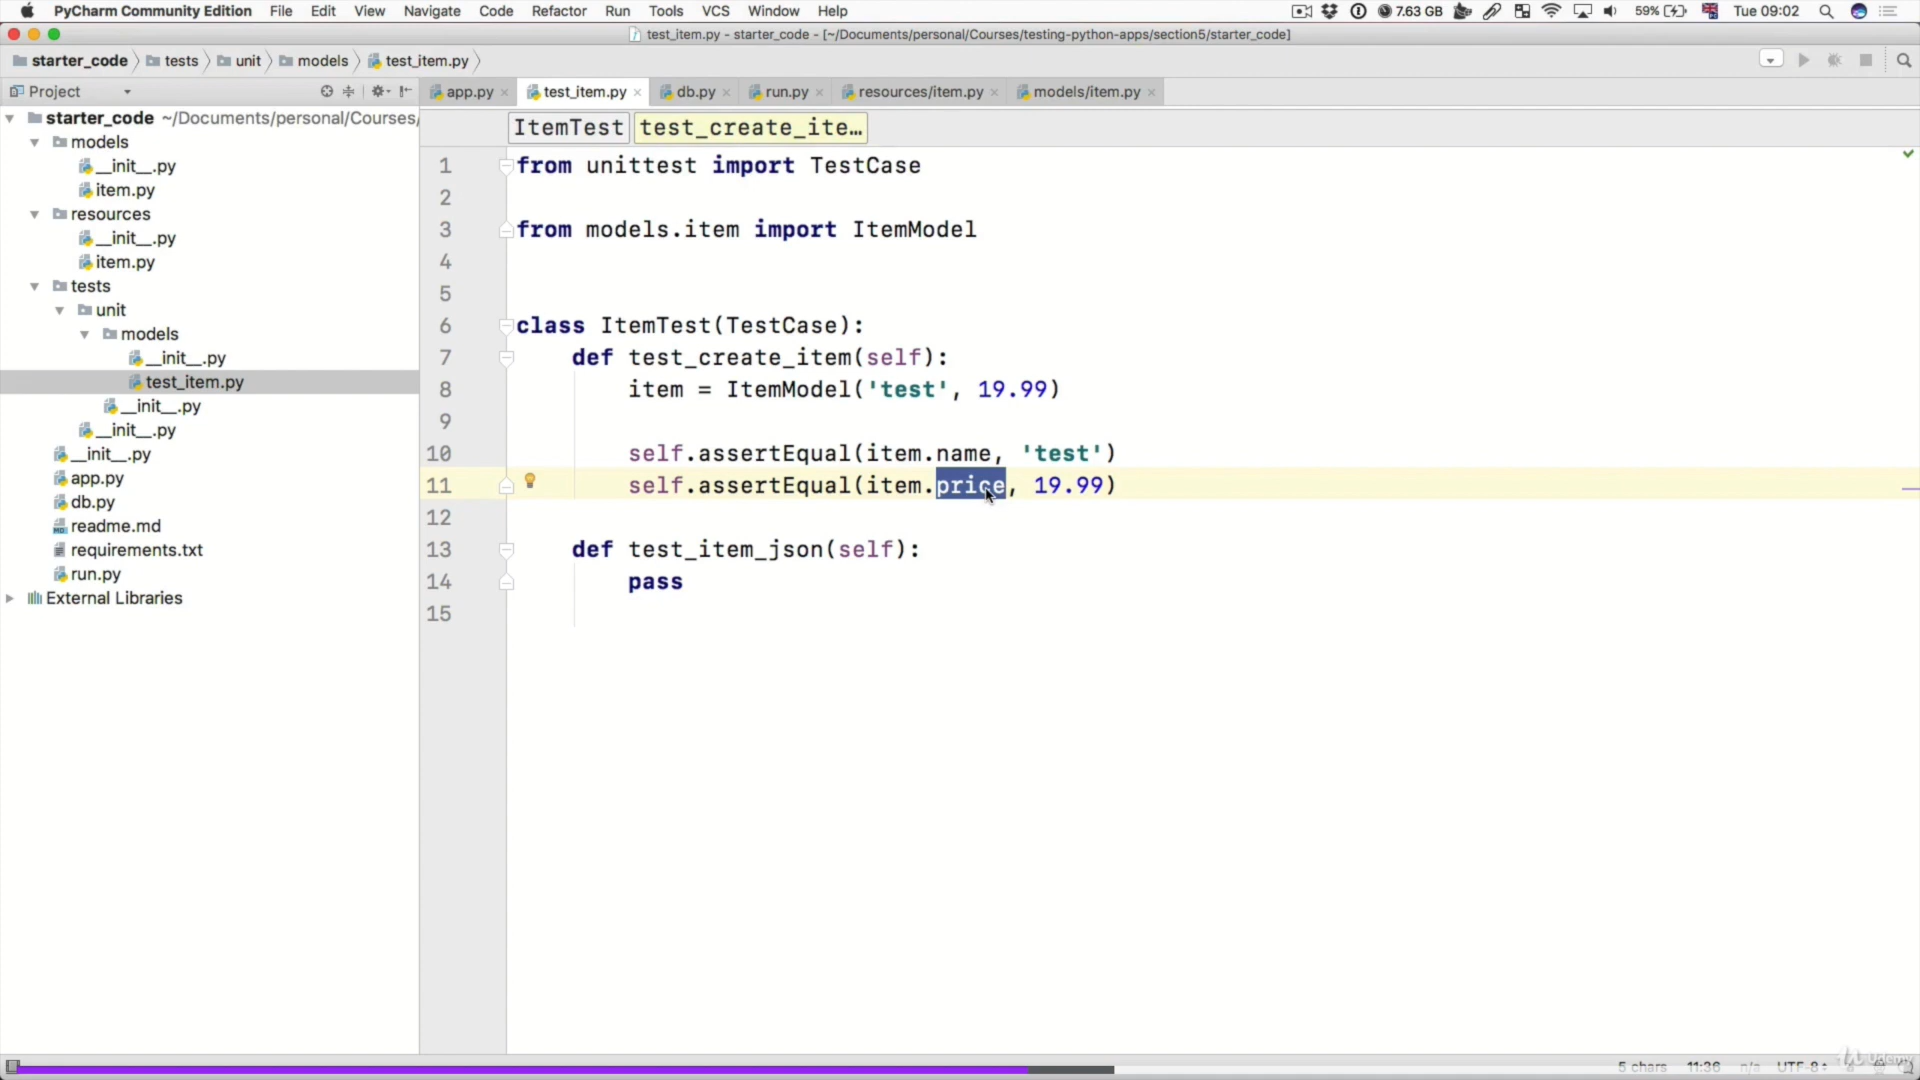 PyCharm Community Edition File Edit View Navigate Code Refactor Run Tools VCS Window Help 7.63 GB 59% Tue 09:02
test_item.py - starter_code - [~/Documents/personal/Courses/testing-python-apps/section5/starter_code]
starter_code tests unit models test_item.py
Project
app.py test_item.py db.py run.py resources/item.py models/item.py
starter_code ~/Documents/personal/Courses/
models
__init__.py
item.py
resources
__init__.py
item.py
tests
unit
models
__init__.py
test_item.py
__init__.py
__init__.py
__init__.py
app.py
db.py
readme.md
requirements.txt
run.py
External Libraries
ItemTest test_create_ite…
1 from unittest import TestCase
2
3 from models.item import ItemModel
4
5
6 class ItemTest(TestCase):
7 def test_create_item(self):
8 item = ItemModel('test', 19.99)
9
10 self.assertEqual(item.name, 'test')
11 self.assertEqual(item.price, 19.99)
12
13 def test_item_json(self):
14 pass
15
5 chars 11:36 n/a UTF-8
Udemy